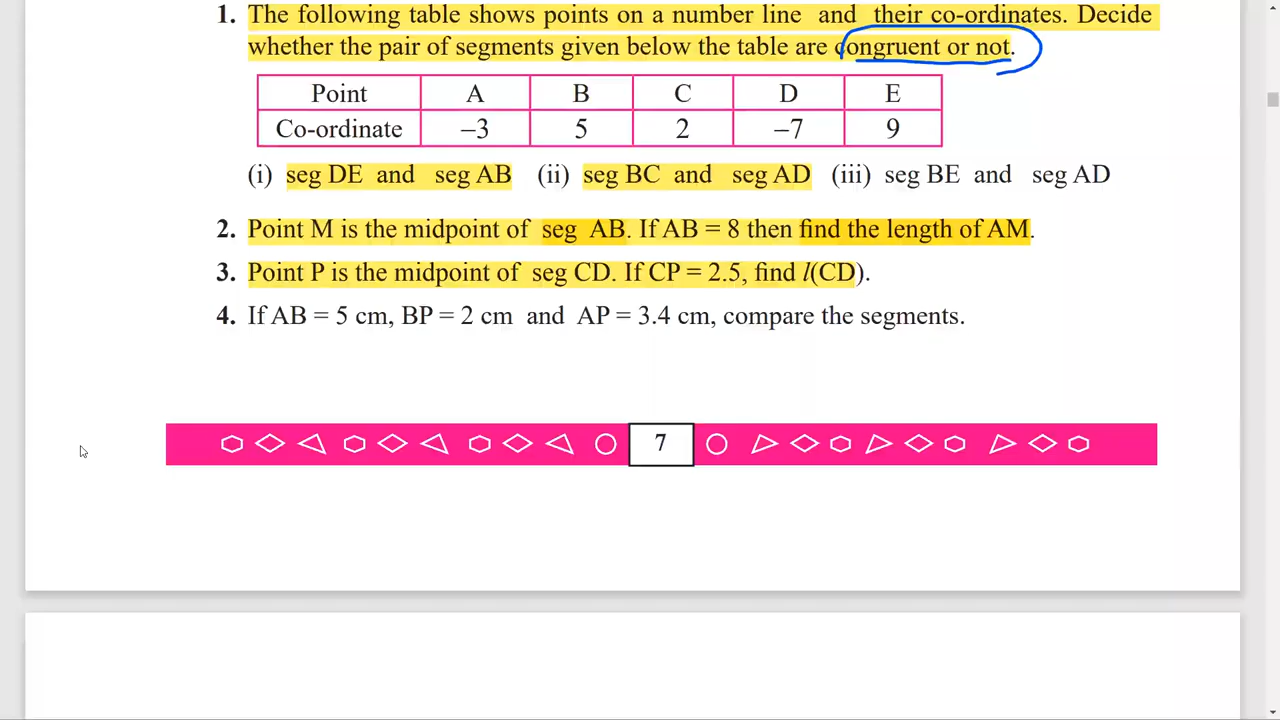 1. The following table shows points on a number line and their co-ordinates. Decide
whether the pair of segments given below the table are congruent or not.
Point A B C D E
Co-ordinate –3 5 2 –7 9
(i) seg DE and seg AB (ii) seg BC and seg AD (iii) seg BE and seg AD
2. Point M is the midpoint of seg AB. If AB = 8 then find the length of AM.
3. Point P is the midpoint of seg CD. If CP = 2.5, find l(CD).
4. If AB = 5 cm, BP = 2 cm and AP = 3.4 cm, compare the segments.
7